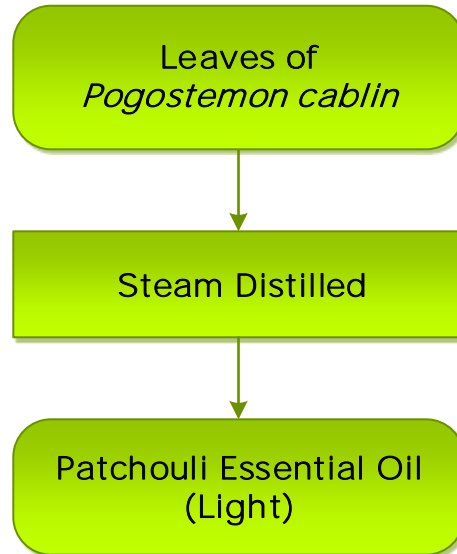 Leaves of
Pogostemon cablin
Steam Distilled
Patchouli Essential Oil
(Light)